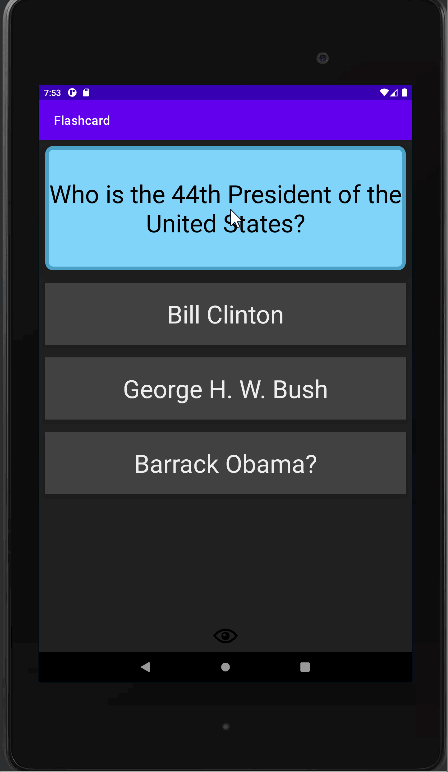 7:53
Flashcard
Who is the 44th President of the
United States?
Bill Clinton
George H. W. Bush
Barrack Obama?